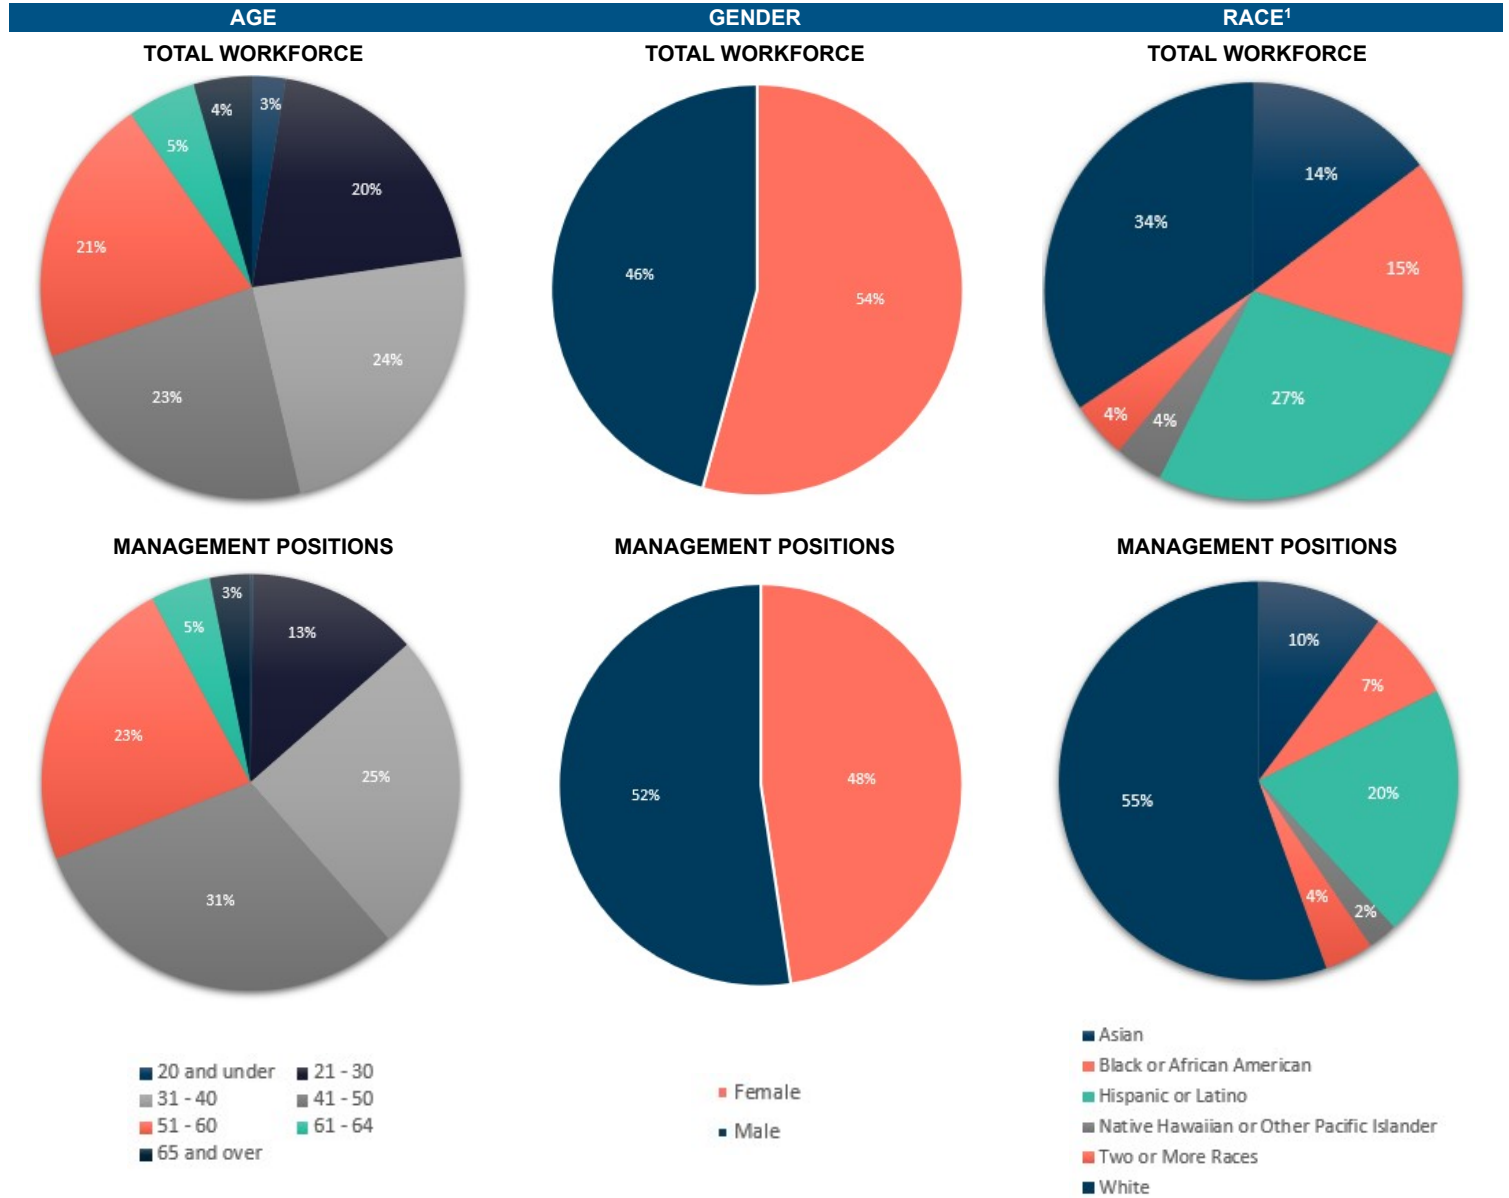 AGE
GENDER
RACE¹
TOTAL WORKFORCE
TOTAL WORKFORCE
TOTAL WORKFORCE
4%
3%
5%
20%
21%
24%
23%
46%
54%
14%
34%
15%
27%
4%
4%
MANAGEMENT POSITIONS
MANAGEMENT POSITIONS
MANAGEMENT POSITIONS
3%
5%
13%
23%
25%
31%
52%
48%
10%
7%
55%
20%
4%
2%
20 and under
21 - 30
31 - 40
41 - 50
51 - 60
61 - 64
65 and over
Female
Male
Asian
Black or African American
Hispanic or Latino
Native Hawaiian or Other Pacific Islander
Two or More Races
White